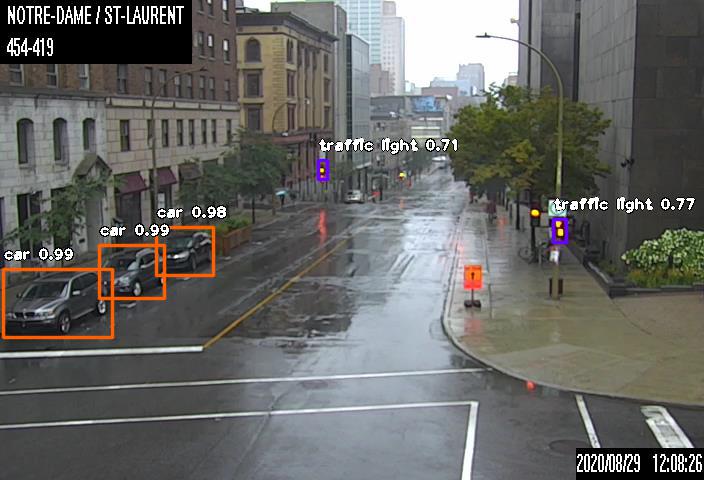 NOTRE-DAME / ST-LAURENT
454-419
traffic light 0.71
traffic light 0.77
car 0.98
car 0.99
car 0.99
2020/08/29 12:08:26